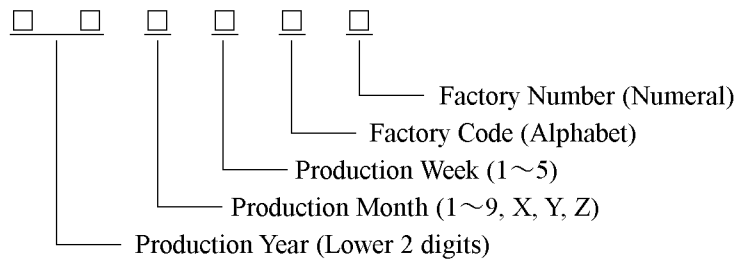 Factory Number (Numeral)
Factory Code (Alphabet)
Production Week (1～5)
Production Month (1～9, X, Y, Z)
Production Year (Lower 2 digits)